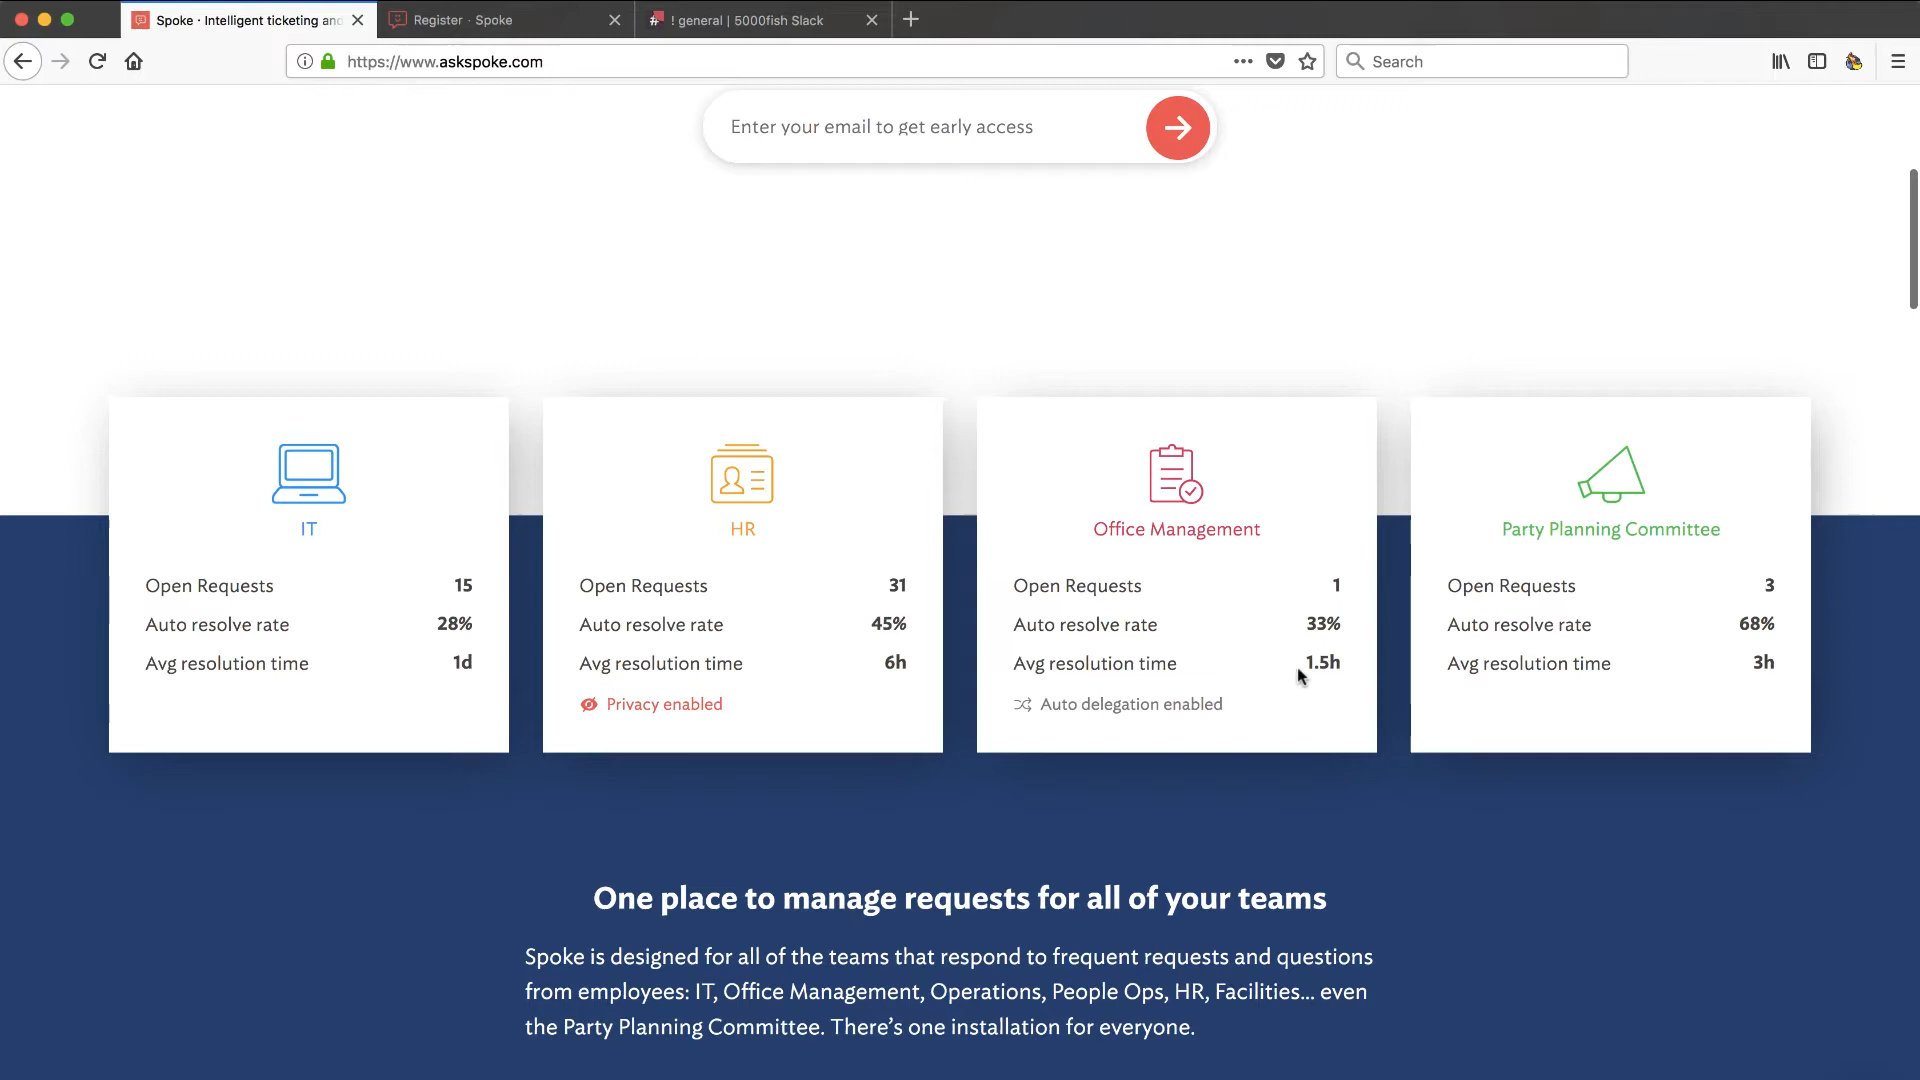 Spoke · Intelligent ticketing and
Register · Spoke
! general | 5000fish Slack
https://www.askspoke.com
Search
Enter your email to get early access
IT
Open Requests 15
Auto resolve rate 28%
Avg resolution time 1d
HR
Open Requests 31
Auto resolve rate 45%
Avg resolution time 6h
Privacy enabled
Office Management
Open Requests 1
Auto resolve rate 33%
Avg resolution time 1.5h
Auto delegation enabled
Party Planning Committee
Open Requests 3
Auto resolve rate 68%
Avg resolution time 3h
One place to manage requests for all of your teams
Spoke is designed for all of the teams that respond to frequent requests and questions
from employees: IT, Office Management, Operations, People Ops, HR, Facilities... even
the Party Planning Committee. There’s one installation for everyone.